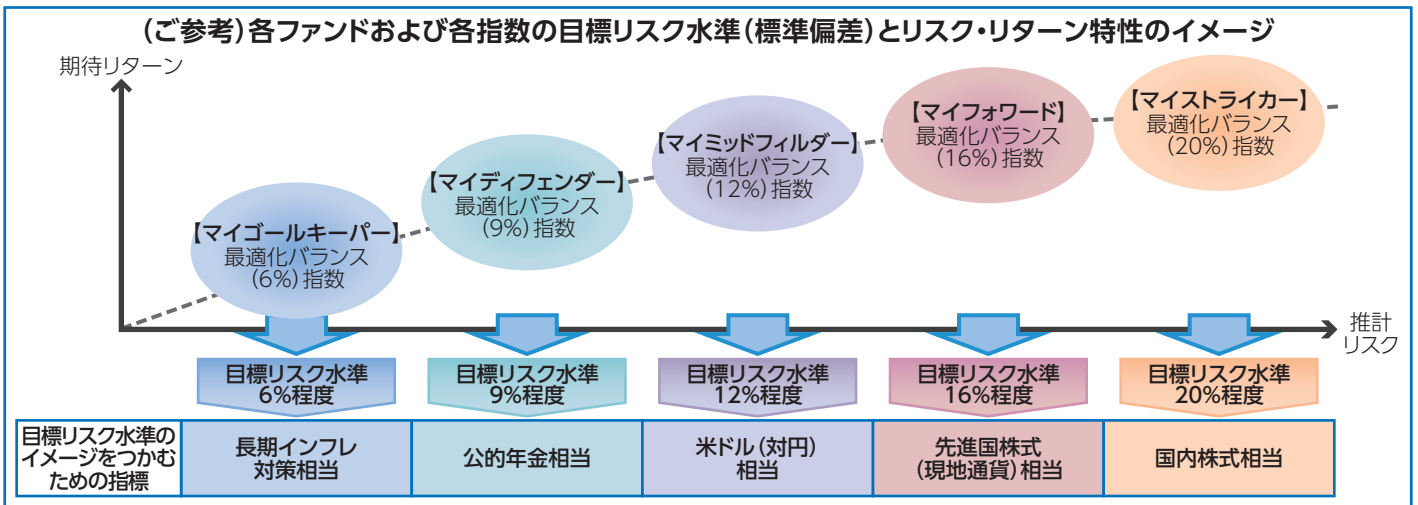 (ご参考)各ファンドおよび各指数の目標リスク水準(標準偏差)とリスク・リターン特性のイメージ
期待リターン
【マイゴールキーパー】
最適化バランス
(6%)指数
【マイディフェンダー】
最適化バランス
(9%)指数
【マイミッドフィルダー】
最適化バランス
(12%)指数
【マイフォワード】
最適化バランス
(16%)指数
【マイストライカー】
最適化バランス
(20%)指数
推計
リスク
目標リスク水準
6%程度
目標リスク水準
9%程度
目標リスク水準
12%程度
目標リスク水準
16%程度
目標リスク水準
20%程度
目標リスク水準の
イメージをつかむ
ための指標
長期インフレ
対策相当
公的年金相当
米ドル(対円)
相当
先進国株式
(現地通貨)相当
国内株式相当